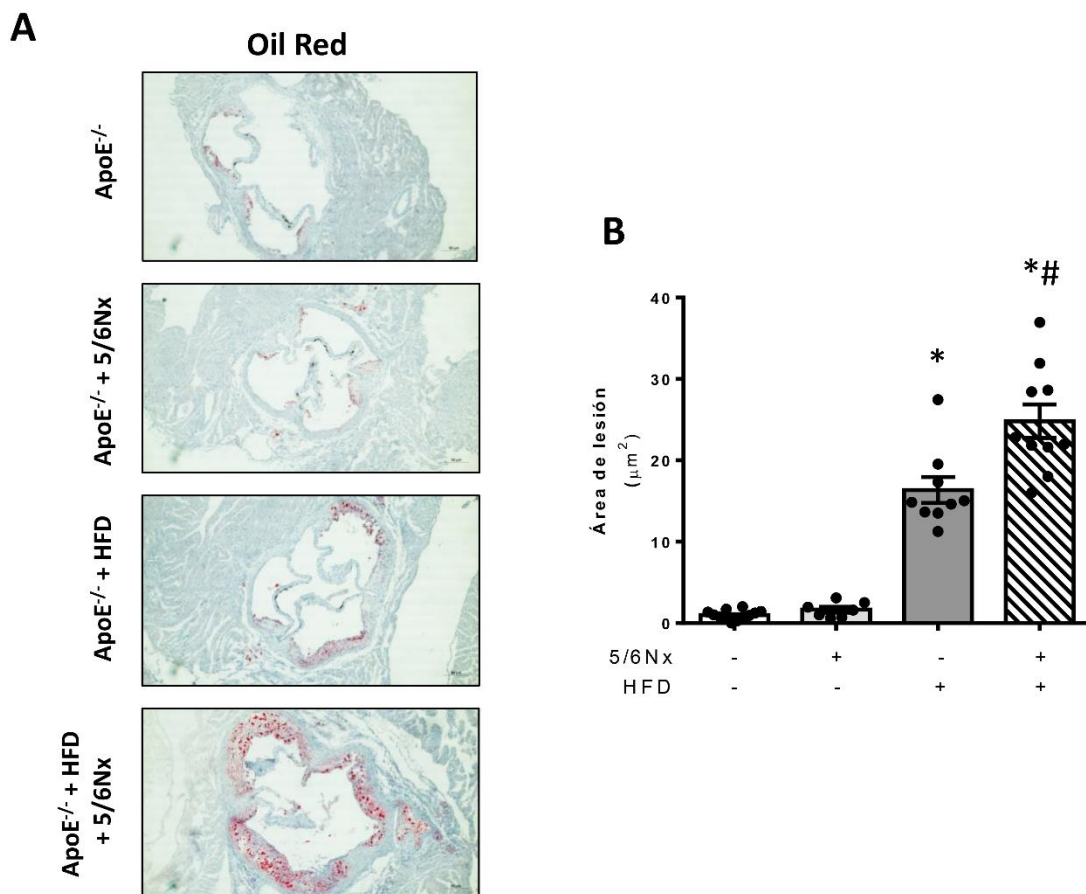 A
Oil Red
ApoE-/-
ApoE-/- + 5/6Nx
ApoE-/- + HFD
ApoE-/- + HFD
+ 5/6Nx
B
*#
*
Área de lesión
(µm²)
40
30
20
10
0
5/6Nx - + - +
HFD - - + +